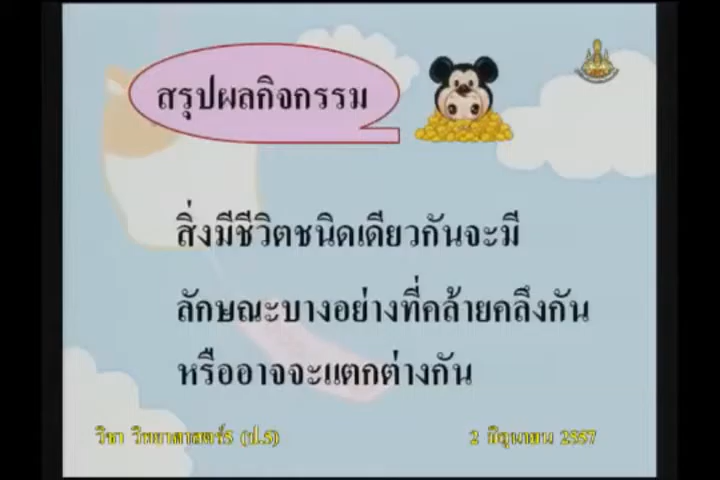 สรุปผลกิจกรรม
สิ่งมีชีวิตชนิดเดียวกันจะมี
ลักษณะบางอย่างที่คล้ายคลึงกัน
หรืออาจจะแตกต่างกัน
วิชา วิทยาศาสตร์5 (ป.5) 2 มิถุนายน 2557